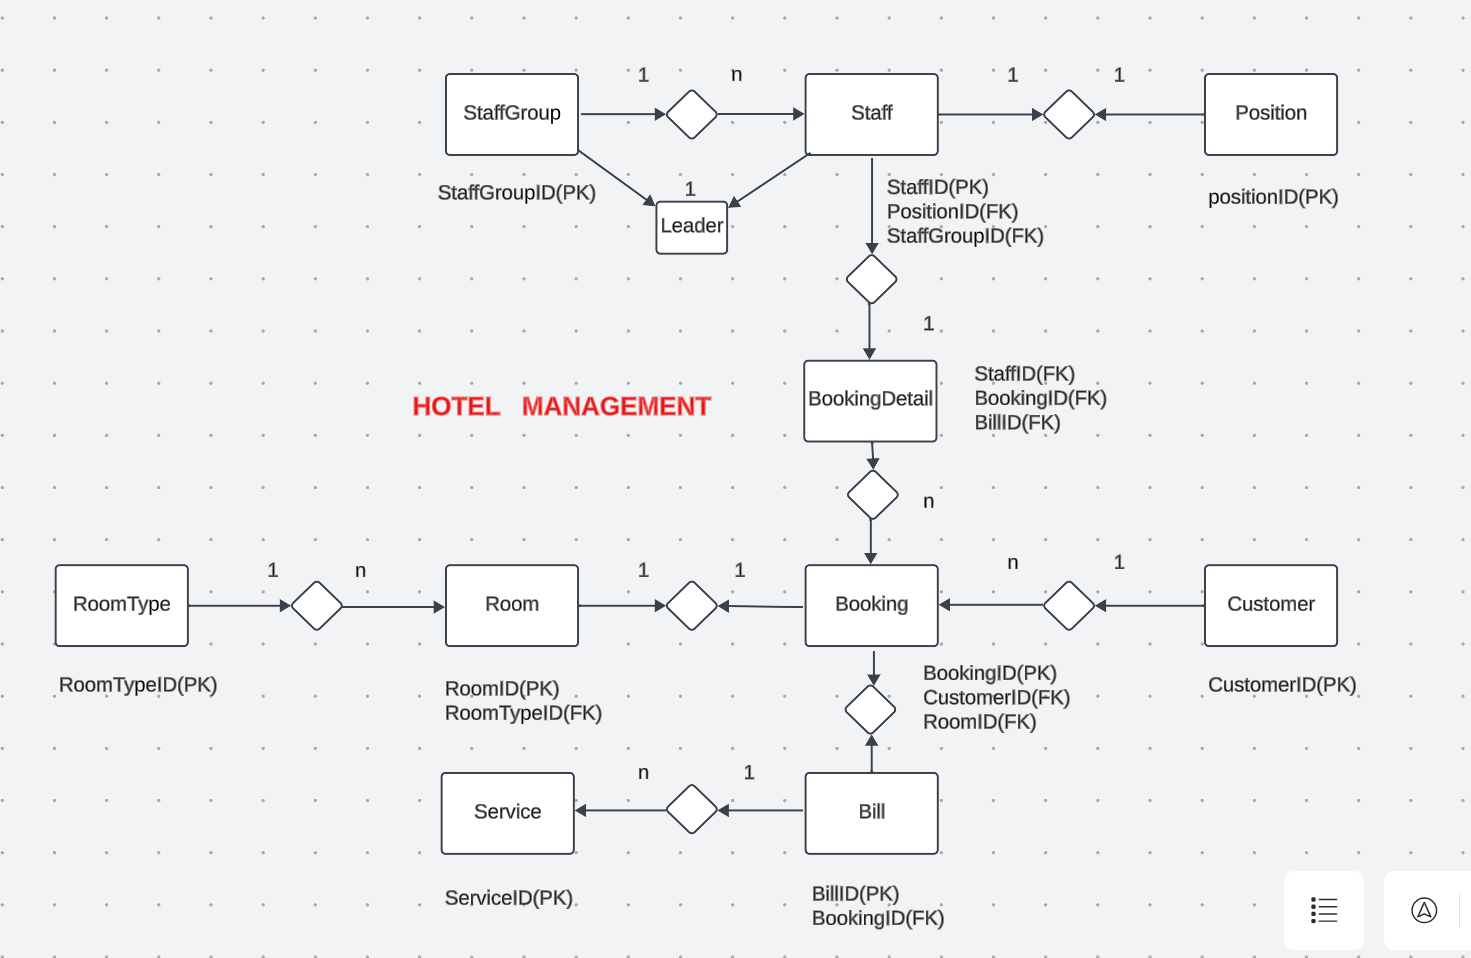 1
n
1
1
StaffGroup
Staff
Position
StaffGroupID(PK)
1
Leader
StaffID(PK)
PositionID(FK)
StaffGroupID(FK)
positionID(PK)
1
HOTEL MANAGEMENT
BookingDetail
StaffID(FK)
BookingID(FK)
BillID(FK)
n
1
n
1
1
n
1
RoomType
Room
Booking
Customer
RoomTypeID(PK)
RoomID(PK)
RoomTypeID(FK)
BookingID(PK)
CustomerID(FK)
RoomID(FK)
CustomerID(PK)
n
1
Service
Bill
ServiceID(PK)
BillID(PK)
BookingID(FK)